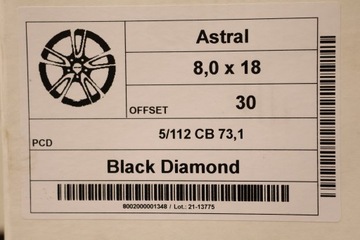 Astral
8,0 x 18
OFFSET 30
PCD 5/112 CB 73,1
Black Diamond
8002000001348 / Lot.: 21-13775